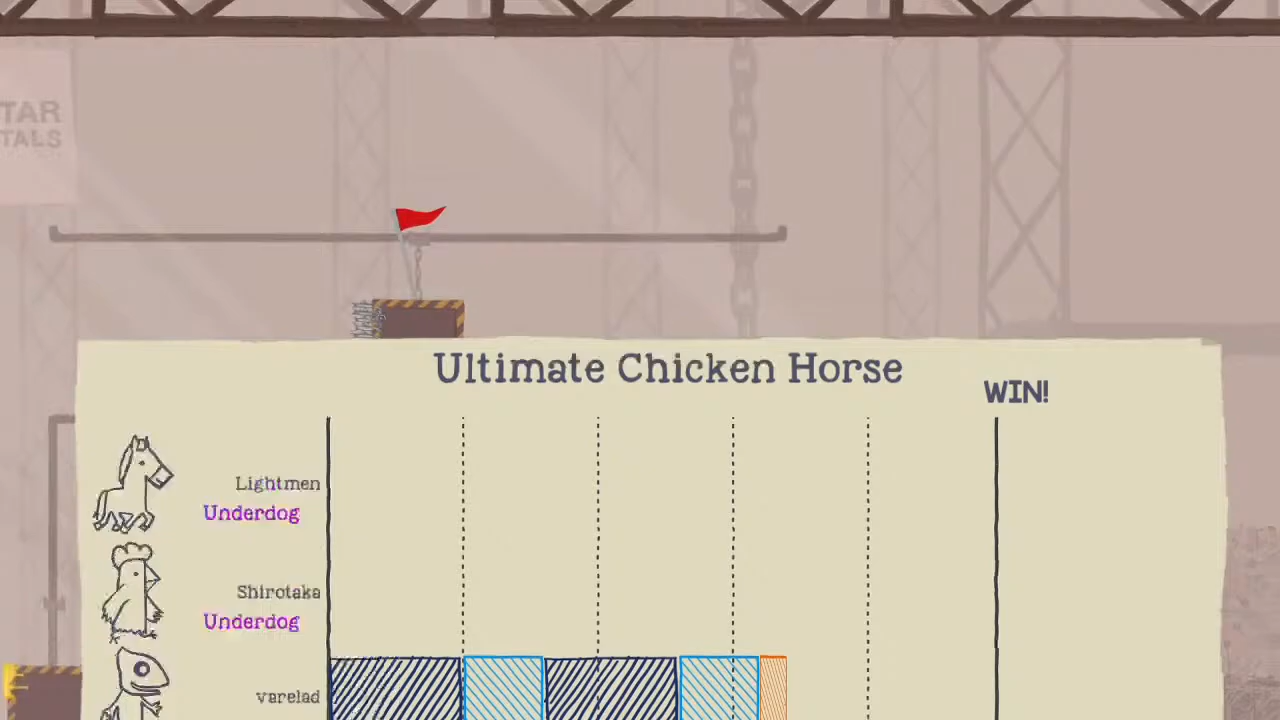 TAR
TALS
Ultimate Chicken Horse
WIN!
Lightmen
Underdog
Shirotaka
Underdog
varelad